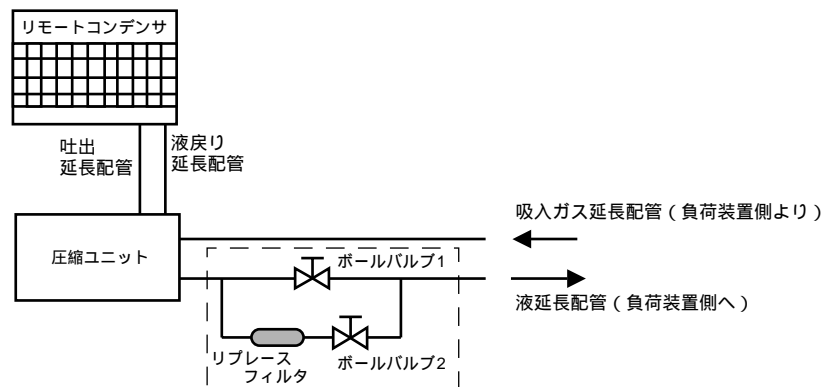 リモートコンデンサ
吐出
延長配管
液戻り
延長配管
吸入ガス延長配管(負荷装置側より)
圧縮ユニット
ボールバルブ1
液延長配管(負荷装置側へ)
リプレース
フィルタ
ボールバルブ2